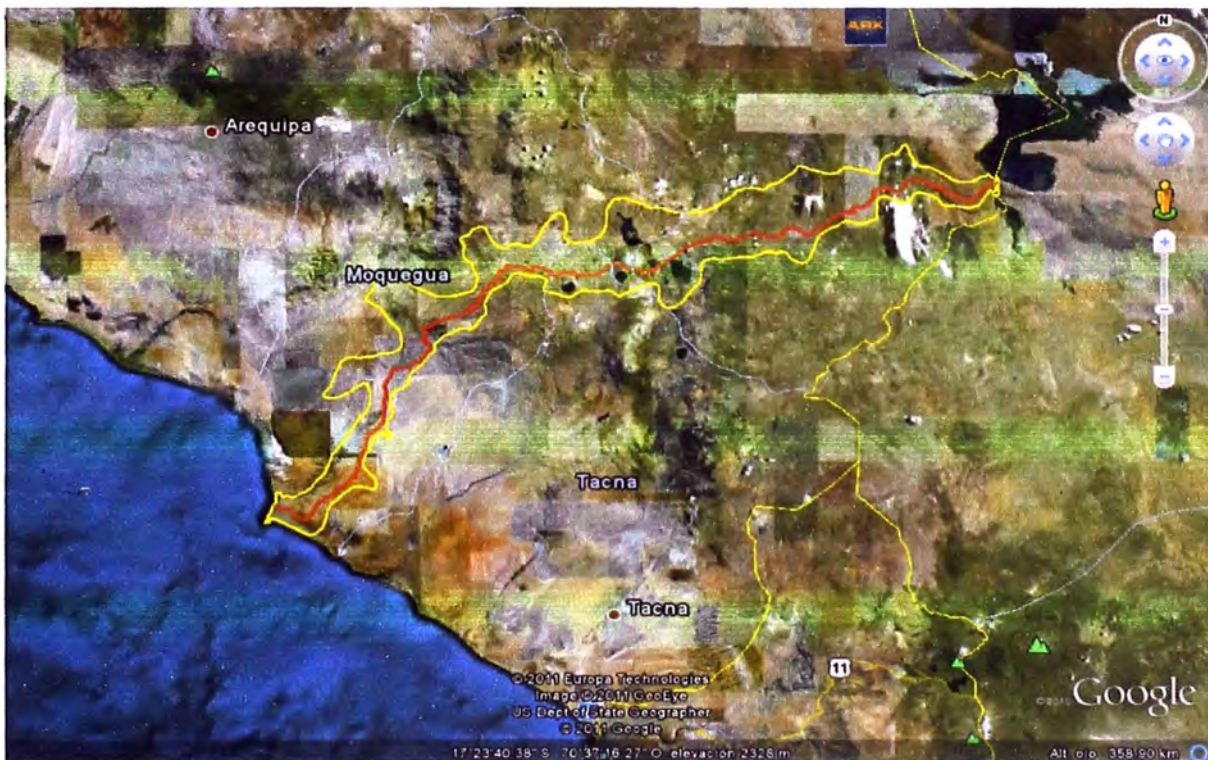 ARK
N
Arequipa
Moquegua
Tacna
Tacna
11
© 2011 Europa Technologies
Image © 2011 GeoEye
US Dept of State Geographer
© 2011 Google
Google
17°23'40.38" S 70°37'16.27" O elevación 2328 m
Alt. ojo 358.90 km